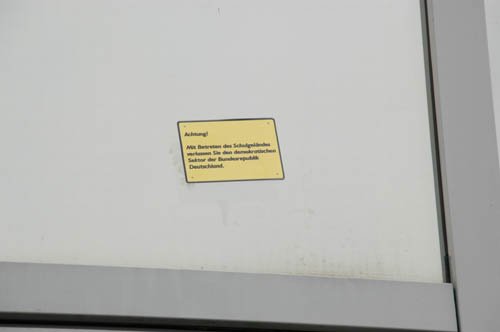 Achtung!
Mit Betreten des Schulgeländes
verlassen Sie den demokratischen
Sektor der Bundesrepublik
Deutschland.